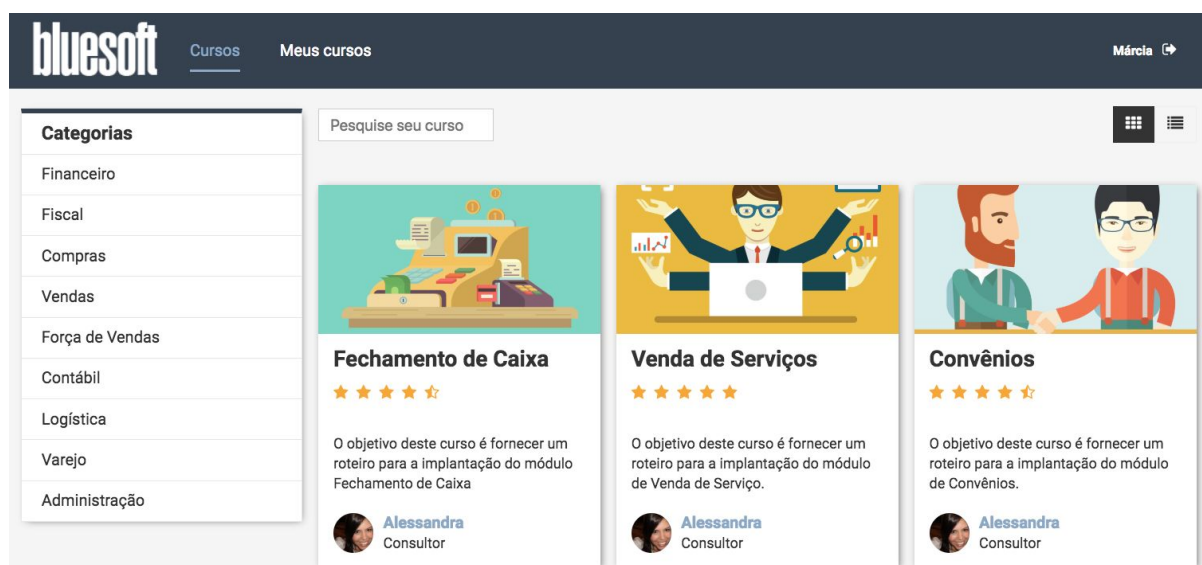 bluesoft
Cursos
Meus cursos
Márcia
Categorias
Financeiro
Fiscal
Compras
Vendas
Força de Vendas
Contábil
Logística
Varejo
Administração
Pesquise seu curso
Fechamento de Caixa
O objetivo deste curso é fornecer um
roteiro para a implantação do módulo
Fechamento de Caixa
Alessandra
Consultor
Venda de Serviços
O objetivo deste curso é fornecer um
roteiro para a implantação do módulo
de Venda de Serviço.
Alessandra
Consultor
Convênios
O objetivo deste curso é fornecer um
roteiro para a implantação do módulo
de Convênios.
Alessandra
Consultor